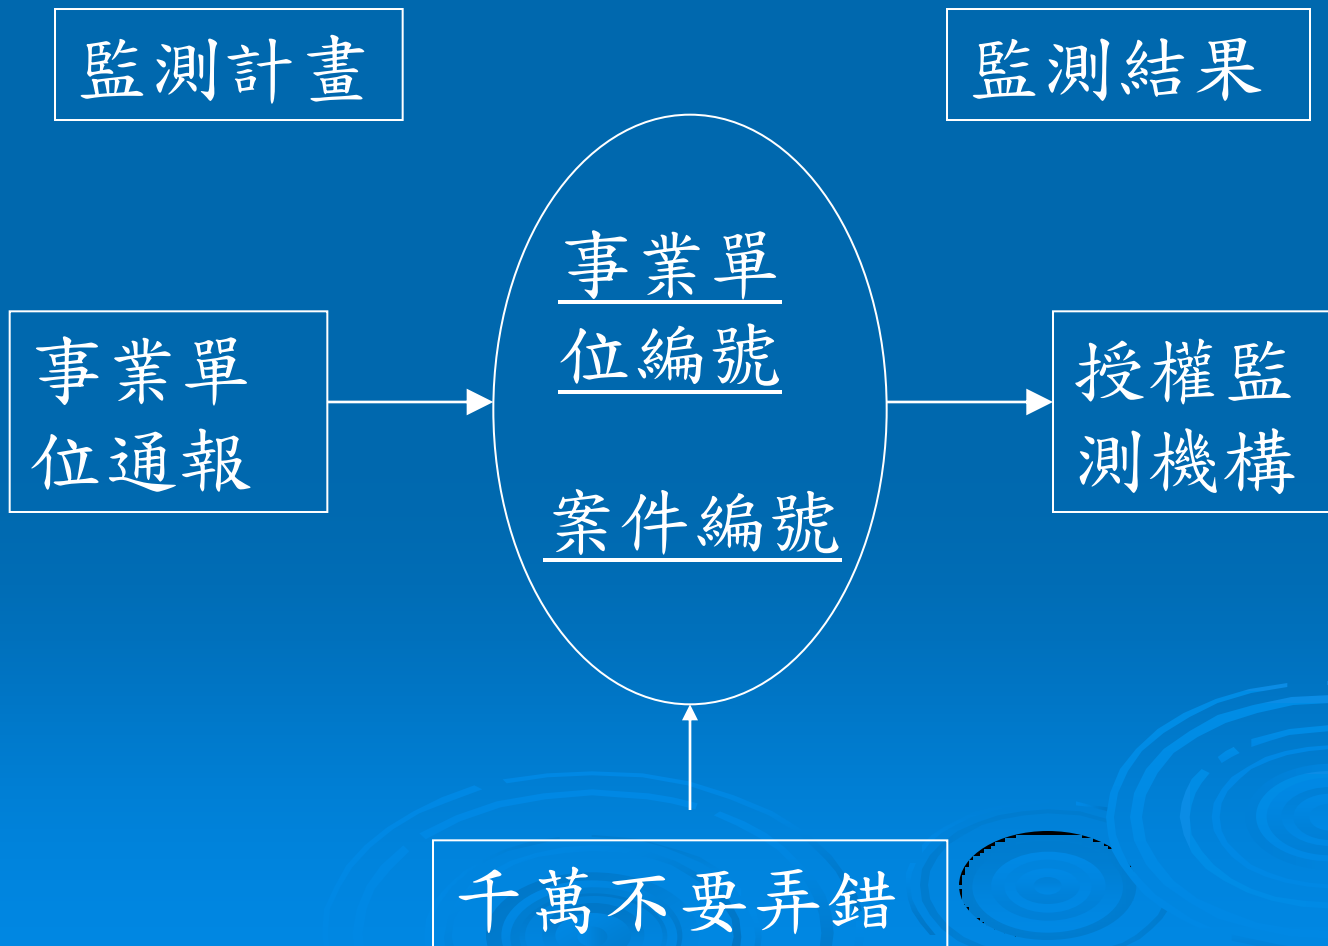 監測計畫
監測結果
事業單
位編號
事業單
位通報
授權監
測機構
案件編號
千萬不要弄錯